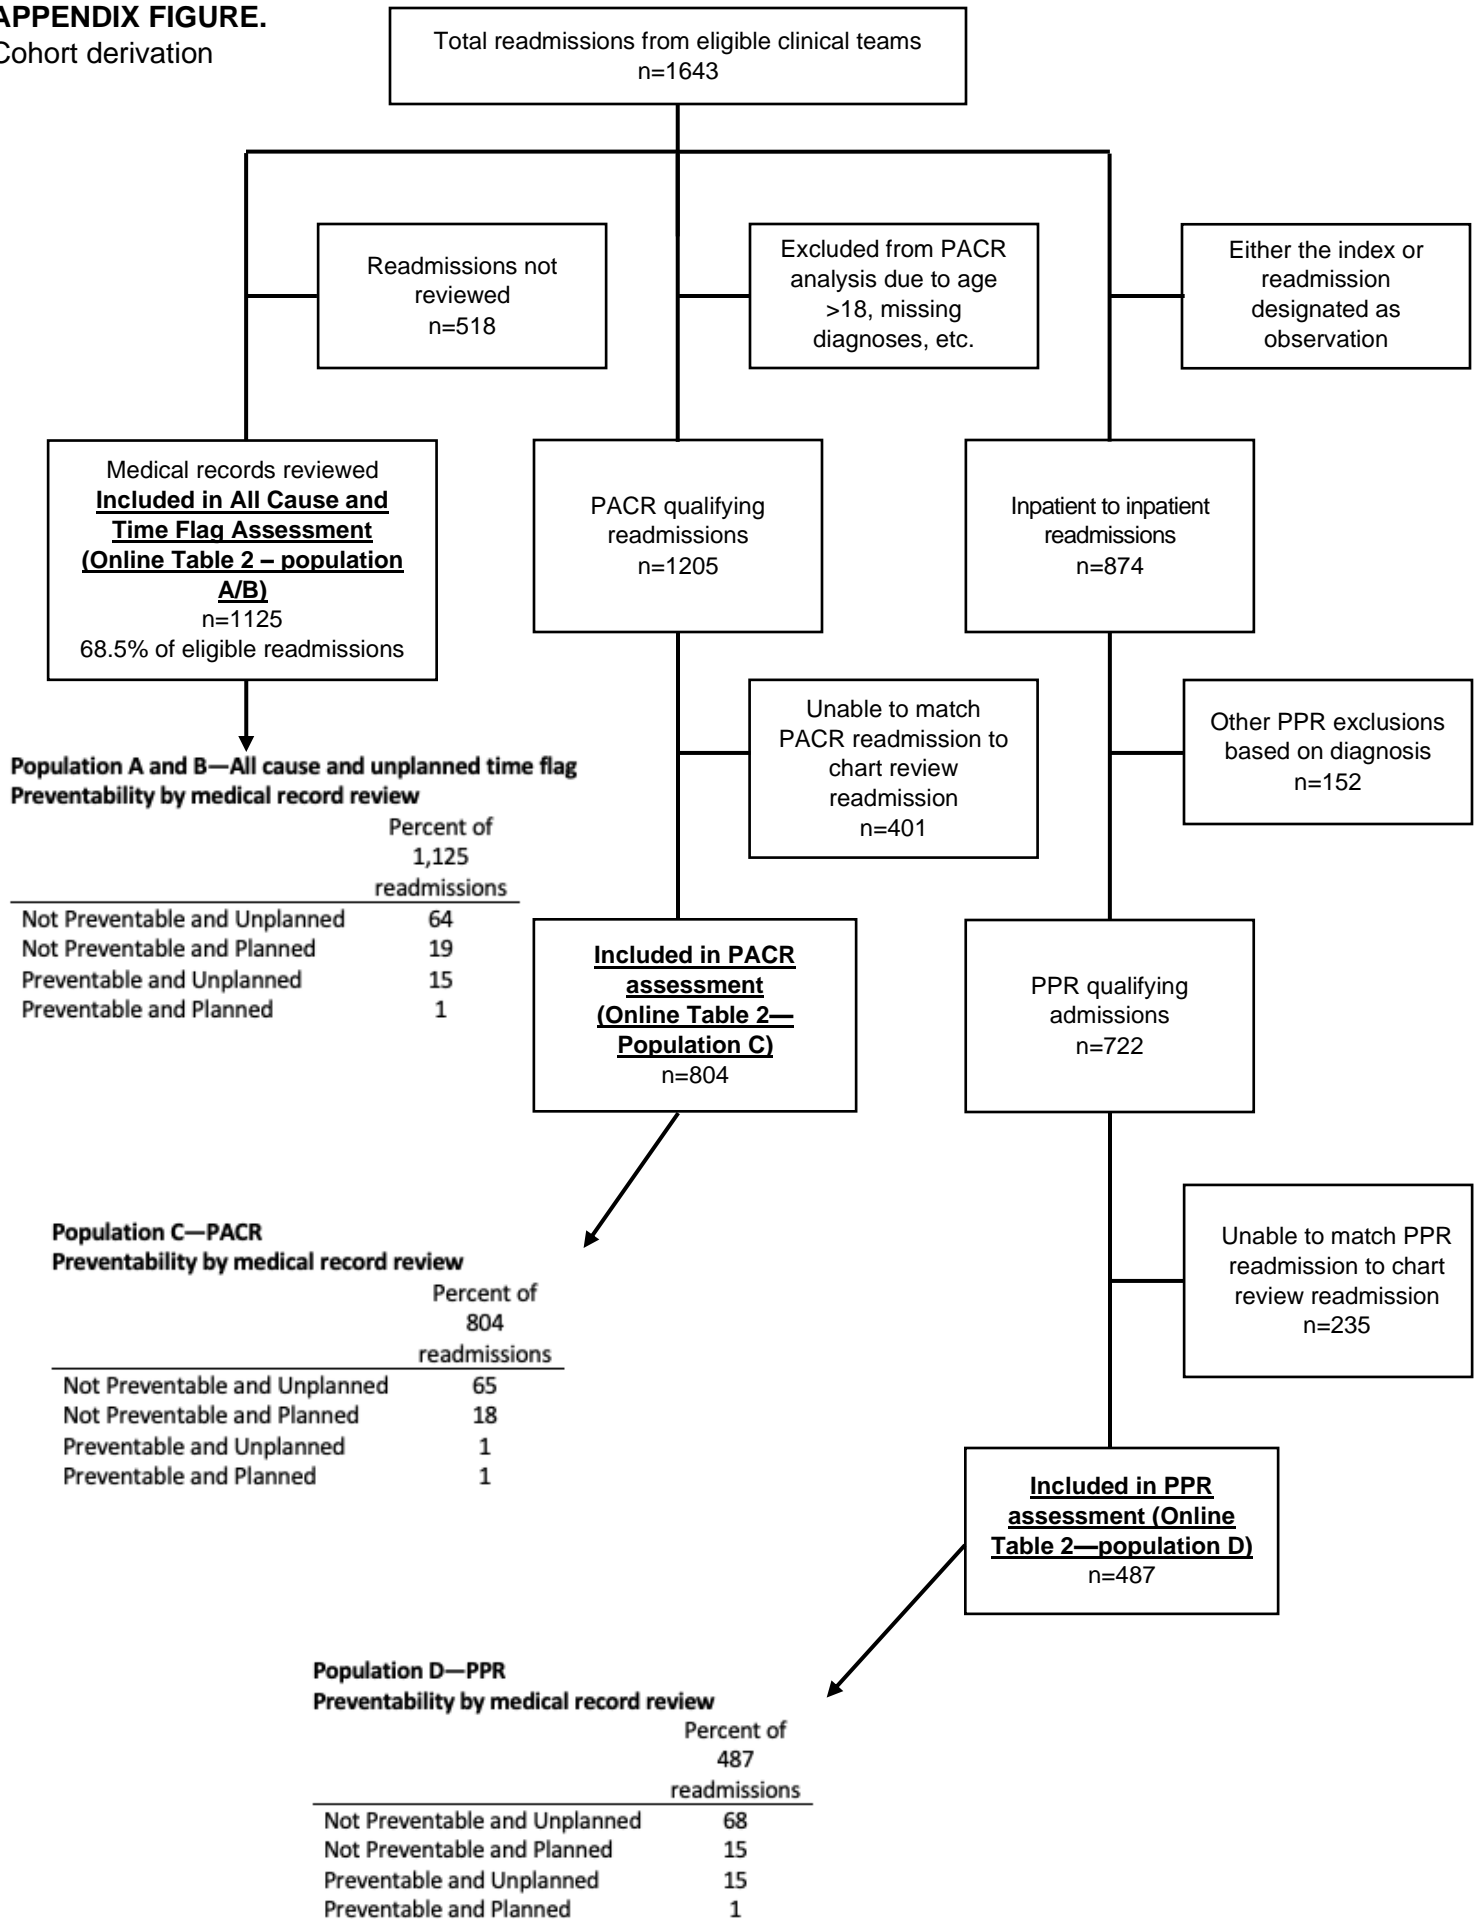 APPENDIX FIGURE.
Cohort derivation
Total readmissions from eligible clinical teams
n=1643
Readmissions not
reviewed
n=518
Excluded from PACR
analysis due to age
>18, missing
diagnoses, etc.
Either the index or
readmission
designated as
observation
Medical records reviewed
Included in All Cause and
Time Flag Assessment
(Online Table 2 – population
A/B)
n=1125
68.5% of eligible readmissions
PACR qualifying
readmissions
n=1205
Inpatient to inpatient
readmissions
n=874
Unable to match
PACR readmission to
chart review
readmission
n=401
Other PPR exclusions
based on diagnosis
n=152
Population A and B—All cause and unplanned time flag
Preventability by medical record review
Percent of
1,125
readmissions
Not Preventable and Unplanned 64
Not Preventable and Planned 19
Preventable and Unplanned 15
Preventable and Planned 1
Included in PACR
assessment
(Online Table 2—
Population C)
n=804
PPR qualifying
admissions
n=722
Unable to match PPR
readmission to chart
review readmission
n=235
Population C—PACR
Preventability by medical record review
Percent of
804
readmissions
Not Preventable and Unplanned 65
Not Preventable and Planned 18
Preventable and Unplanned 1
Preventable and Planned 1
Included in PPR
assessment (Online
Table 2—population D)
n=487
Population D—PPR
Preventability by medical record review
Percent of
487
readmissions
Not Preventable and Unplanned 68
Not Preventable and Planned 15
Preventable and Unplanned 15
Preventable and Planned 1